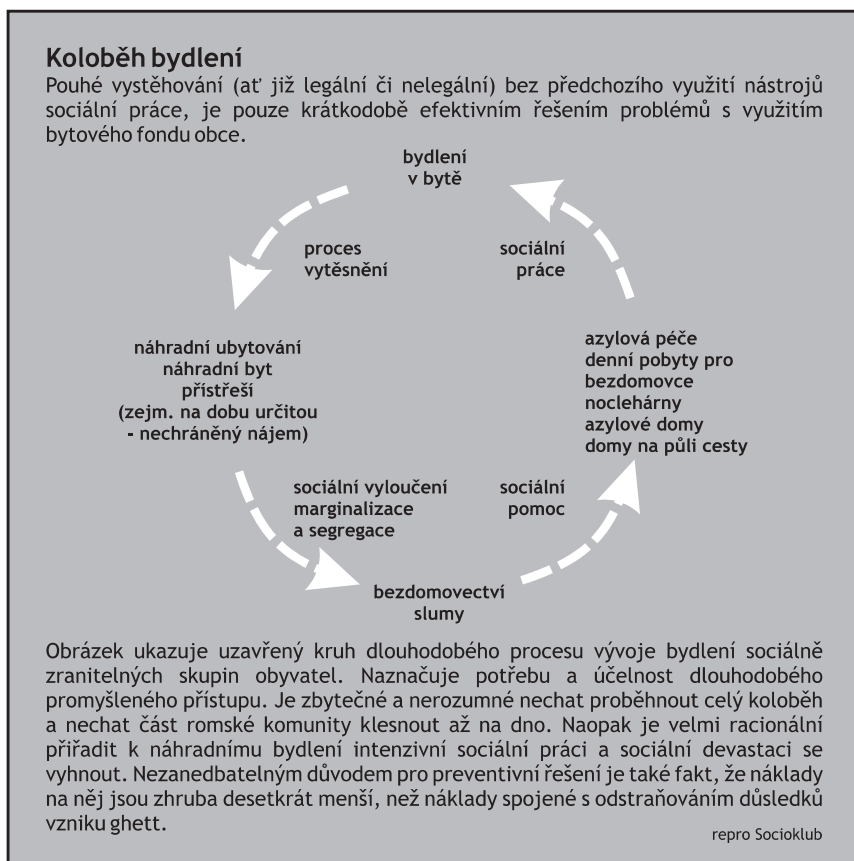 Koloběh bydlení
Pouhé vystěhování (ať již legální či nelegální) bez předchozího využití nástrojů
sociální práce, je pouze krátkodobě efektivním řešením problémů s využitím
bytového fondu obce.
bydlení
v bytě
proces
vytěsnění
sociální
práce
náhradní ubytování
náhradní byt
přístřeší
(zejm. na dobu určitou
- nechráněný nájem)
azylová péče
denní pobyty pro
bezdomovce
noclehárny
azylové domy
domy na půli cesty
sociální vyloučení
marginalizace
a segregace
sociální
pomoc
bezdomovectví
slumy
Obrázek ukazuje uzavřený kruh dlouhodobého procesu vývoje bydlení sociálně
zranitelných skupin obyvatel. Naznačuje potřebu a účelnost dlouhodobého
promyšleného přístupu. Je zbytečné a nerozumné nechat proběhnout celý koloběh
a nechat část romské komunity klesnout až na dno. Naopak je velmi racionální
přiřadit k náhradnímu bydlení intenzivní sociální práci a sociální devastaci se
vyhnout. Nezanedbatelným důvodem pro preventivní řešení je také fakt, že náklady
na něj jsou zhruba desetkrát menší, než náklady spojené s odstraňováním důsledků
vzniku ghett.
repro Socioklub